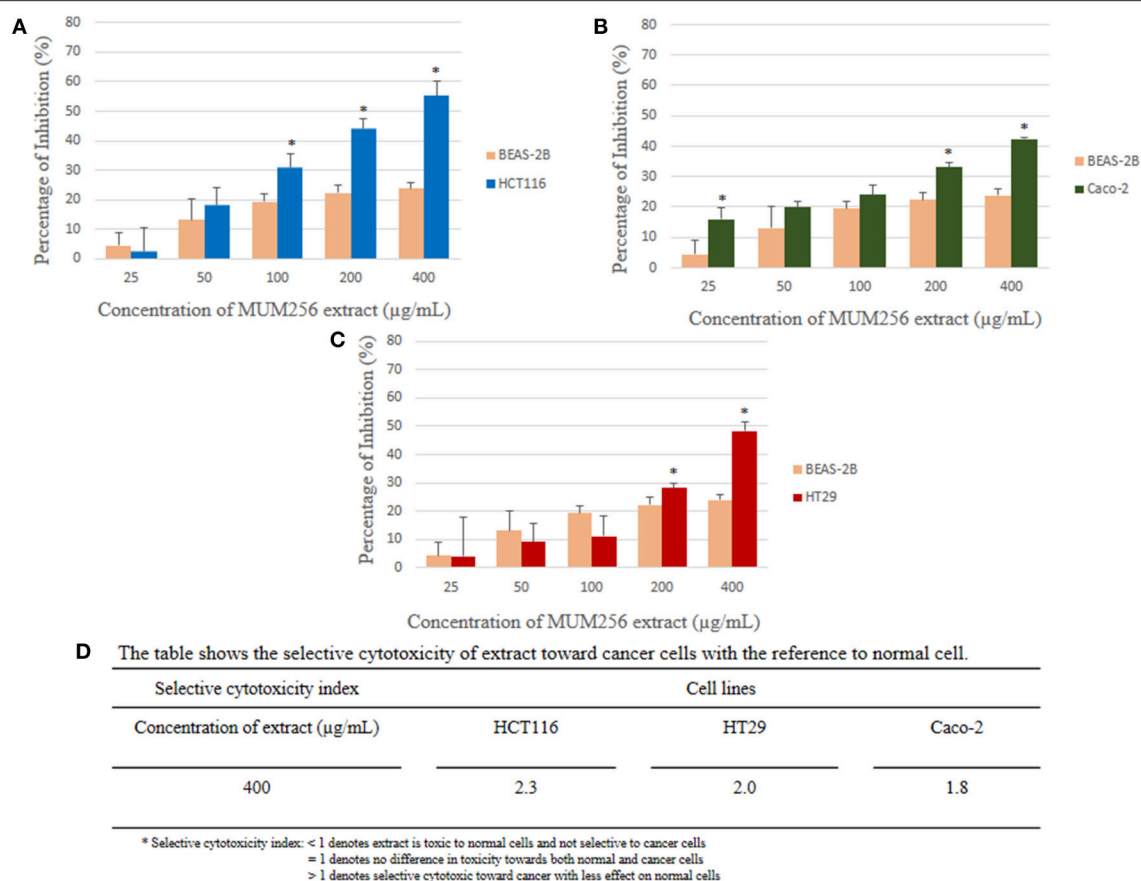 A
Percentage of Inhibition (%)
80
70
60
50
40
30
20
10
0
*
*
*
25 50 100 200 400
Concentration of MUM256 extract (µg/mL)
BEAS-2B
HCT116
B
Percentage of Inhibition (%)
80
70
60
50
40
30
20
10
0
*
*
*
25 50 100 200 400
Concentration of MUM256 extract (µg/mL)
BEAS-2B
Caco-2
C
Percentage of Inhibition (%)
80
70
60
50
40
30
20
10
0
*
*
25 50 100 200 400
Concentration of MUM256 extract (µg/mL)
BEAS-2B
HT29
D The table shows the selective cytotoxicity of extract toward cancer cells with the reference to normal cell.
Selective cytotoxicity index Cell lines
Concentration of extract (µg/mL) HCT116 HT29 Caco-2
400 2.3 2.0 1.8
* Selective cytotoxicity index: < 1 denotes extract is toxic to normal cells and not selective to cancer cells
= 1 denotes no difference in toxicity towards both normal and cancer cells
> 1 denotes selective cytotoxic toward cancer with less effect on normal cells